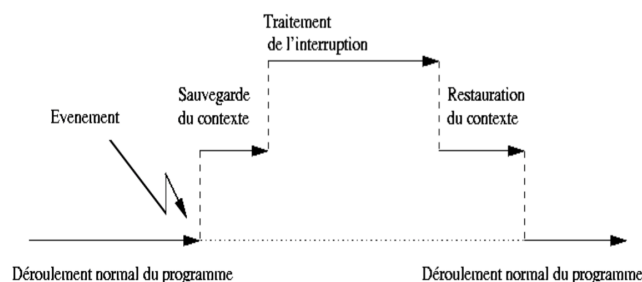 Traitement
de l'interruption
Sauvegarde
du contexte
Restauration
du contexte
Evenement
Déroulement normal du programme
Déroulement normal du programme